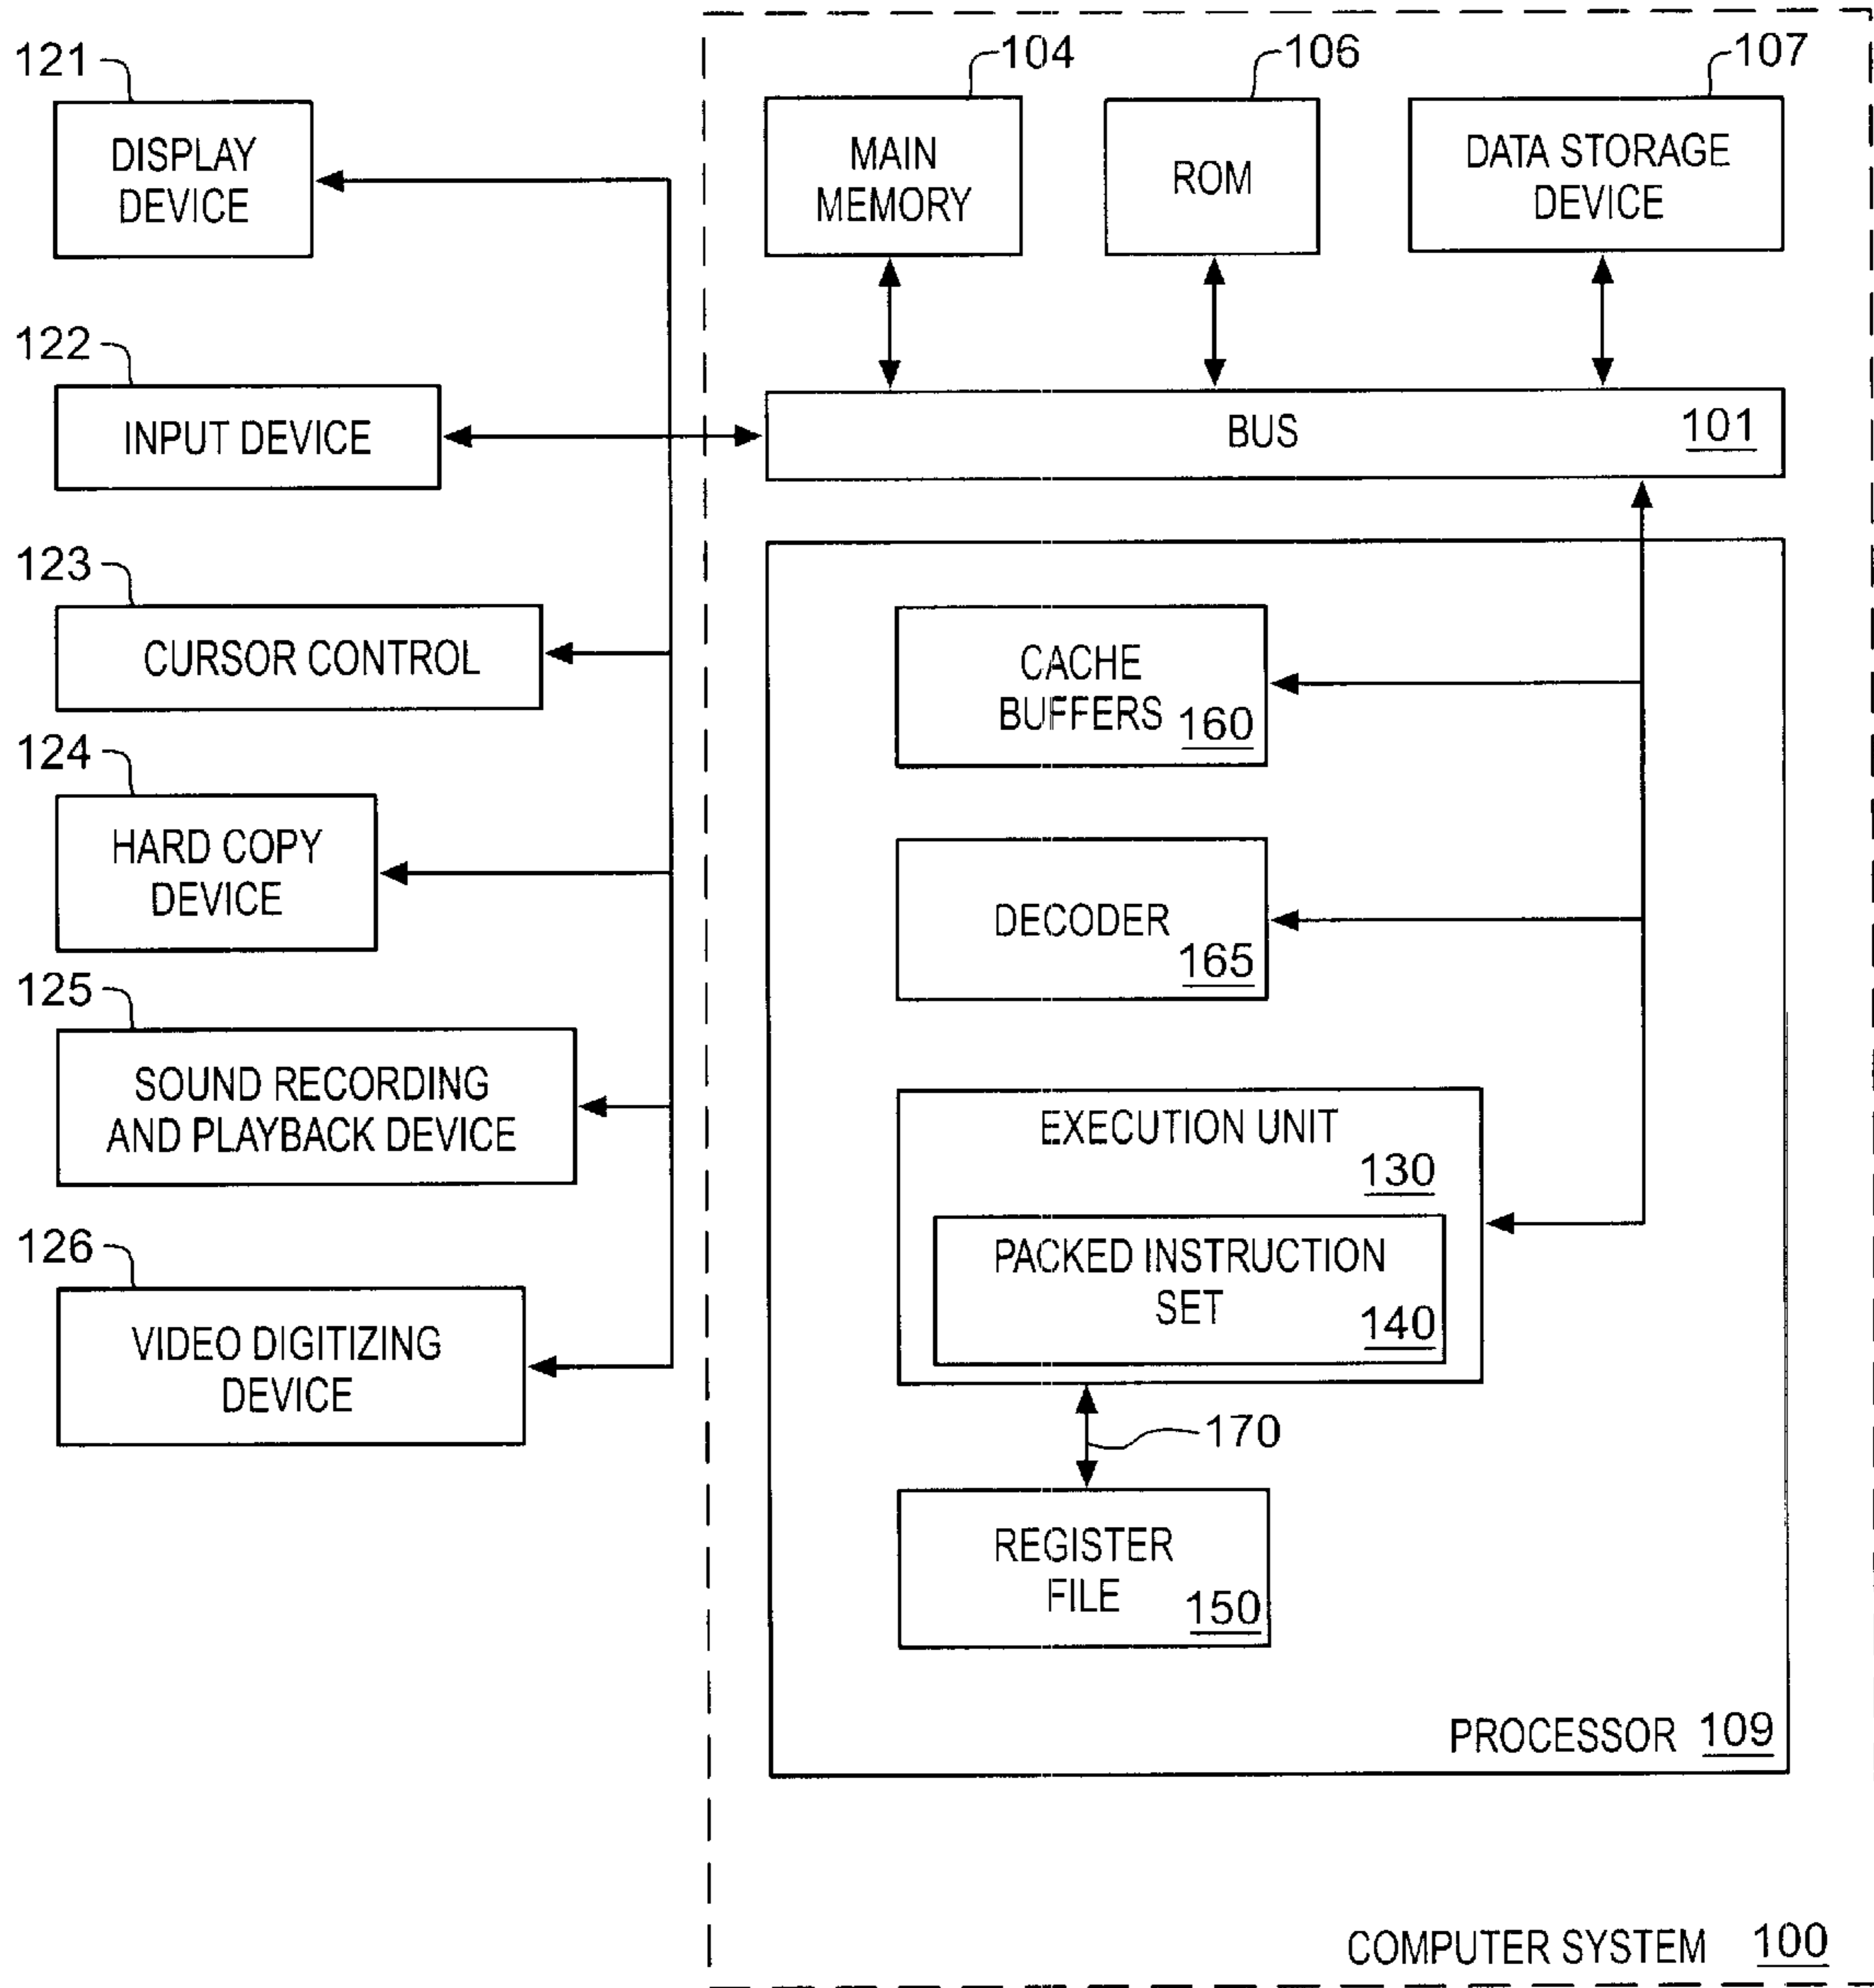 121
DISPLAY
DEVICE
122
INPUT DEVICE
123
CURSOR CONTROL
124
HARD COPY
DEVICE
125
SOUND RECORDING
AND PLAYBACK DEVICE
126
VIDEO DIGITIZING
DEVICE
104
MAIN
MEMORY
106
ROM
107
DATA STORAGE
DEVICE
BUS 101
CACHE
BUFFERS 160
DECODER
165
EXECUTION UNIT
130
PACKED INSTRUCTION
SET
140
170
REGISTER
FILE
150
PROCESSOR 109
COMPUTER SYSTEM 100